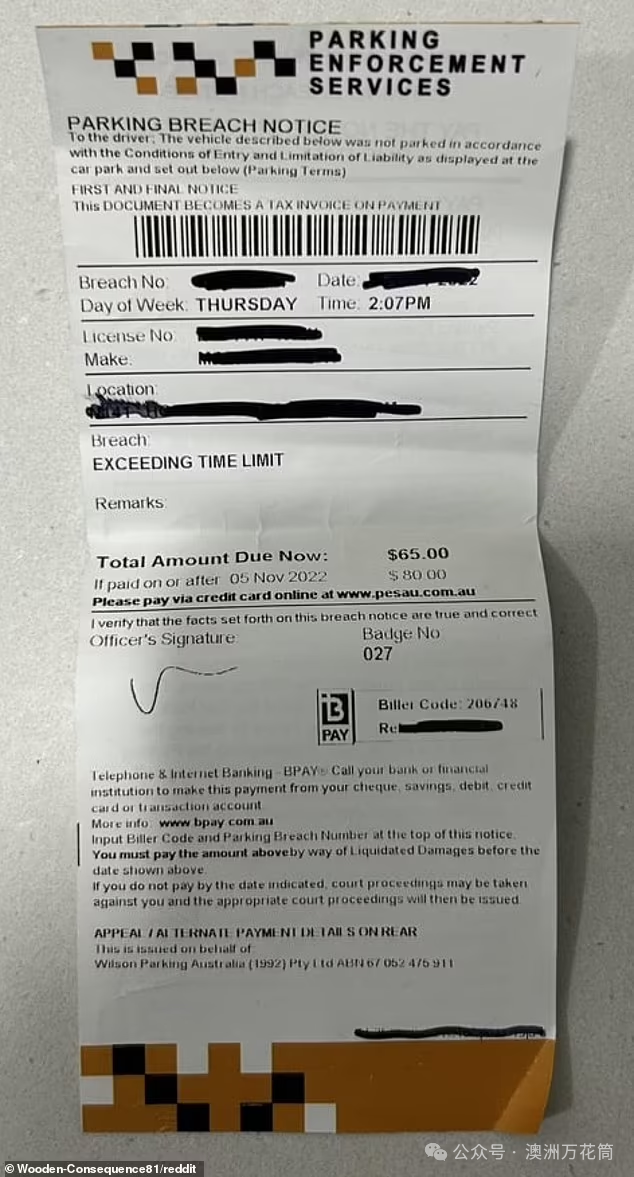 PARKING
ENFORCEMENT
SERVICES
PARKING BREACH NOTICE
To the driver; The vehicle described below was not parked in accordance
with the Conditions of Entry and Limitation of Liability as displayed at the
car park and set out below (Parking Terms)
FIRST AND FINAL NOTICE
This DOCUMENT BECOMES A TAX INVOICE ON PAYMENT
Breach No: Date:
Day of Week: THURSDAY Time: 2:07PM
License No:
Make:
Location:
Breach:
EXCEEDING TIME LIMIT
Remarks:
Total Amount Due Now: $65.00
If paid on or after 05 Nov 2022 $80.00
Please pay via credit card online at www.pesau.com.au
I verify that the facts set forth on this breach notice are true and correct
Officer's Signature Badge No
027
B
PAY
Biller Code: 206748
Telephone & Internet Banking - BPAY® Call your bank or financial
institution to make this payment from your cheque, savings, debit, credit
card or transaction account
More info: www.bpay.com.au
Input Biller Code and Parking Breach Number at the top of this notice.
You must pay the amount above by way of Liquidated Damages before the
date shown above.
If you do not pay by the date indicated, court proceedings may be taken
against you and the appropriate court proceedings will then be issued.
APPEAL / ALTERNATE PAYMENT DETAILS ON REAR
This is issued on behalf of:
Wilson Parking Australia (1992) Pty Ltd ABN 67 052 475 911
公众号 · 澳洲万花筒
© Wooden-Consequence81/reddit